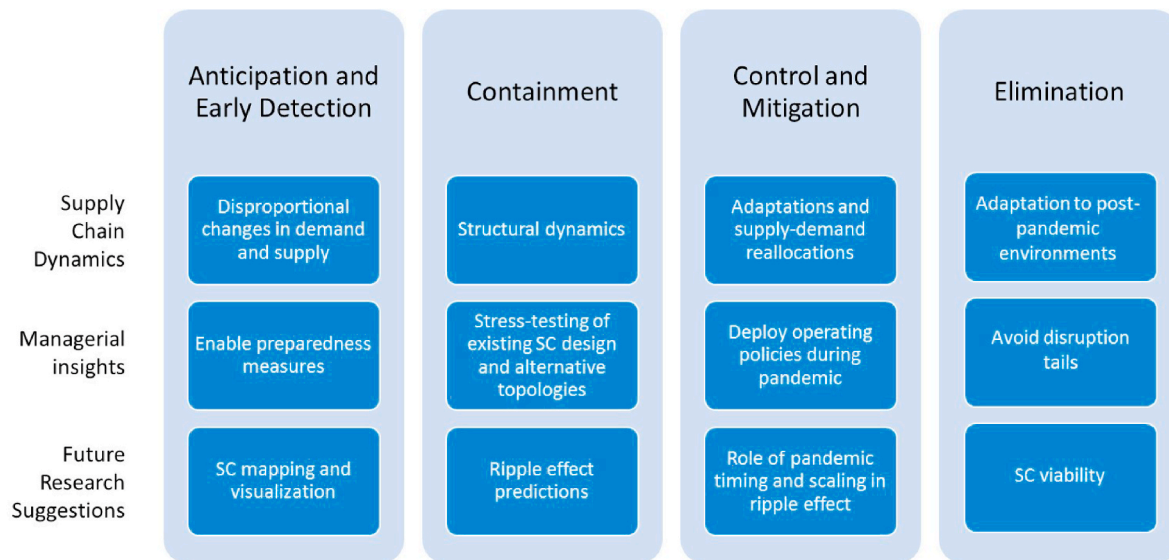 Anticipation and
Early Detection
Containment
Control and
Mitigation
Elimination
Supply
Chain
Dynamics
Disproportional
changes in demand
and supply
Structural dynamics
Adaptations and
supply-demand
reallocations
Adaptation to post-
pandemic
environments
Managerial
insights
Enable preparedness
measures
Stress-testing of
existing SC design
and alternative
topologies
Deploy operating
policies during
pandemic
Avoid disruption
tails
Future
Research
Suggestions
SC mapping and
visualization
Ripple effect
predictions
Role of pandemic
timing and scaling in
ripple effect
SC viability